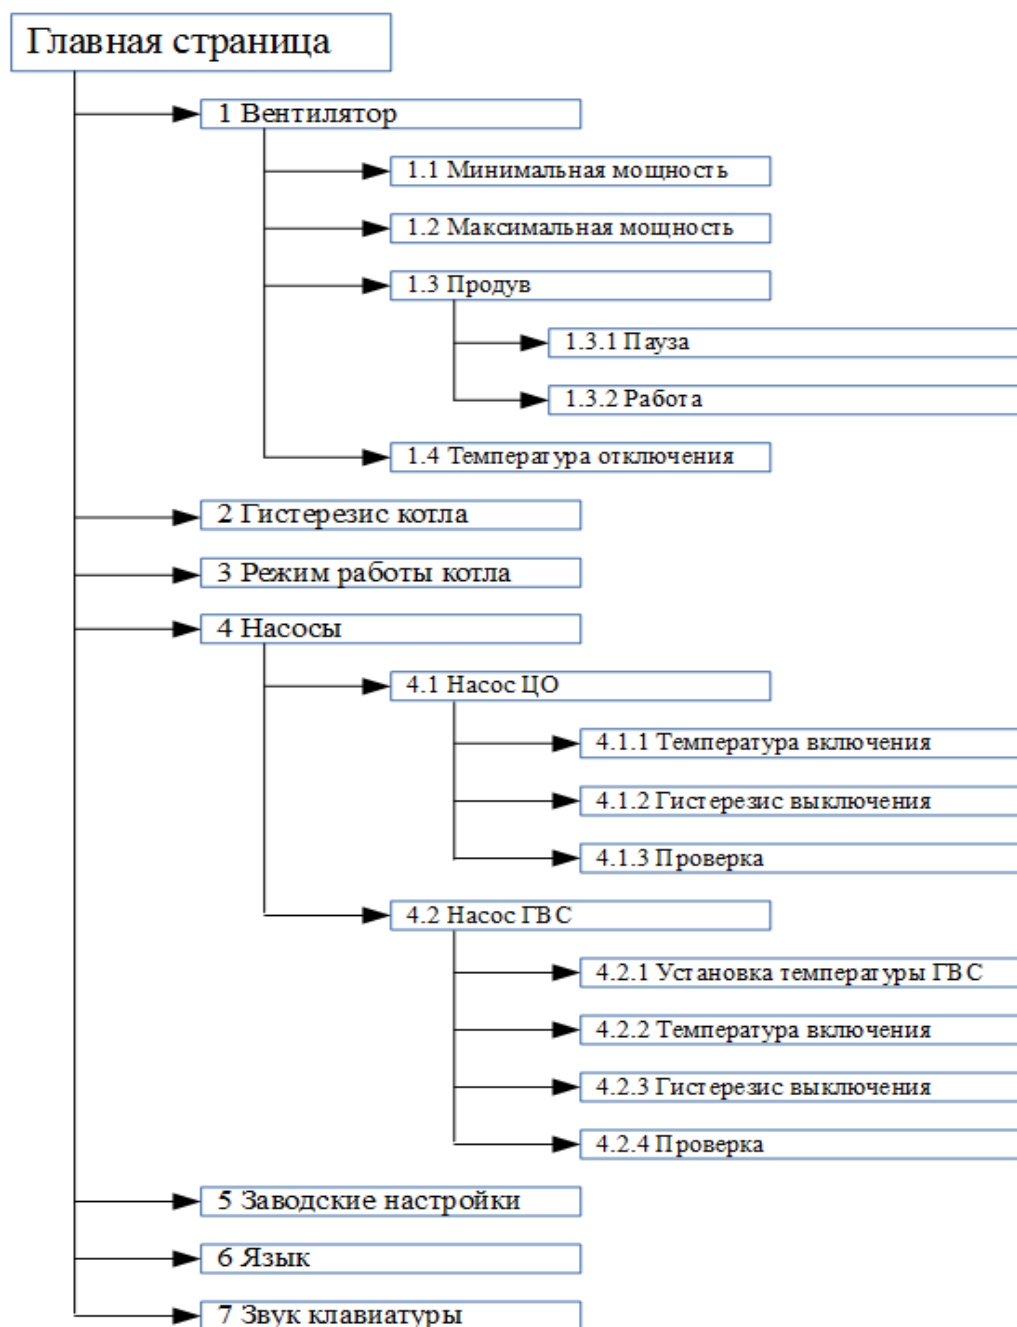 Главная страница
1 Вентилятор
1.1 Минимальная мощность
1.2 Максимальная мощность
1.3 Продув
1.3.1 Пауза
1.3.2 Работа
1.4 Температура отключения
2 Гистерезис котла
3 Режим работы котла
4 Насосы
4.1 Насос ЦО
4.1.1 Температура включения
4.1.2 Гистерезис выключения
4.1.3 Проверка
4.2 Насос ГВС
4.2.1 Установка температуры ГВС
4.2.2 Температура включения
4.2.3 Гистерезис выключения
4.2.4 Проверка
5 Заводские настройки
6 Язык
7 Звук клавиатуры